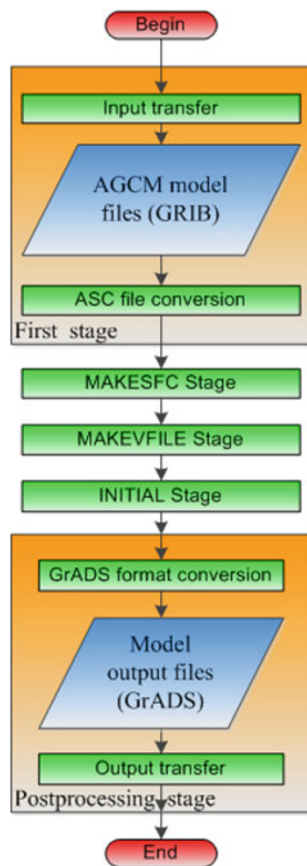 Begin
Input transfer
AGCM model
files (GRIB)
ASC file conversion
First stage
MAKESFC Stage
MAKEVFILE Stage
INITIAL Stage
GrADS format conversion
Model
output files
(GrADS)
Output transfer
Postprocessing stage
End